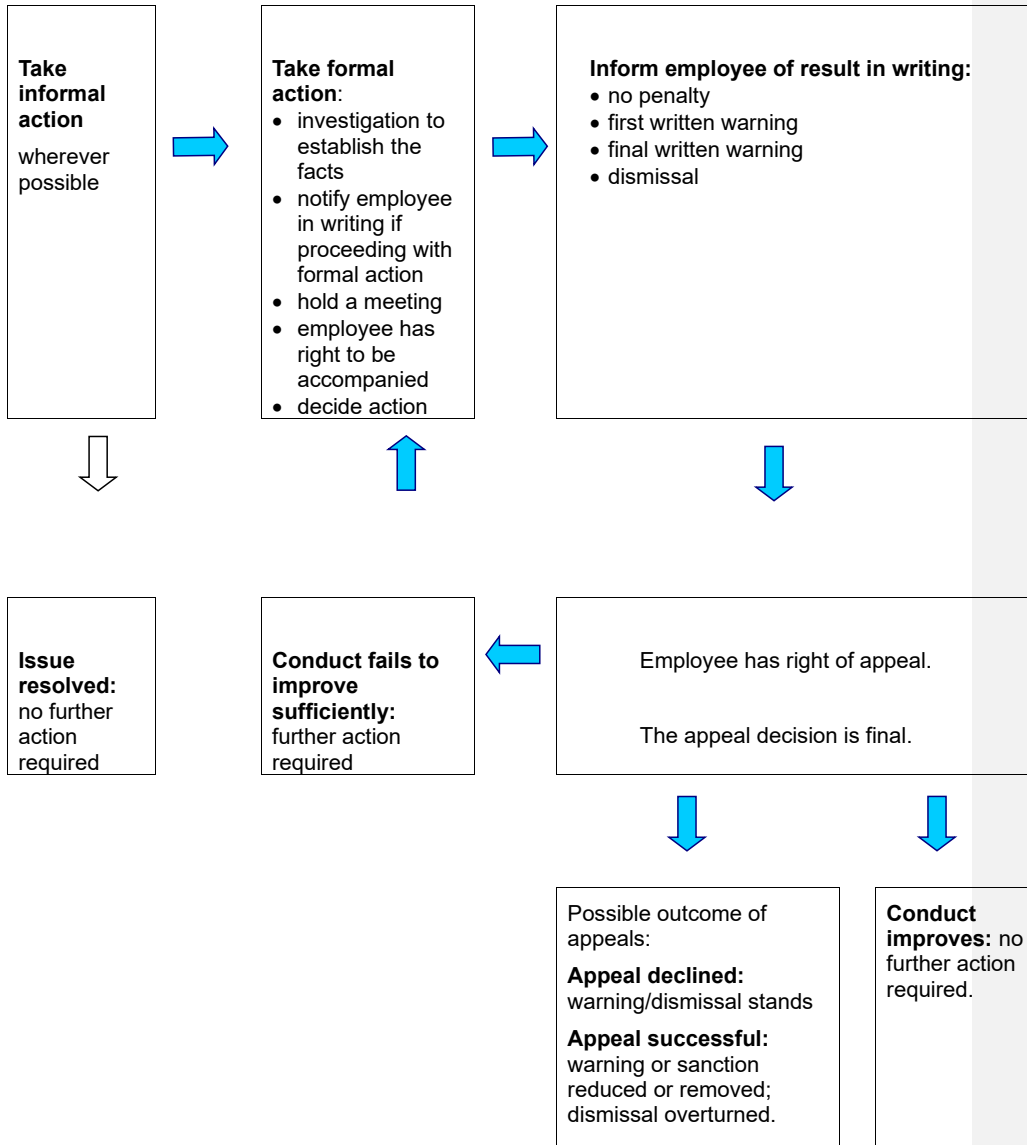 Take
informal
action
wherever
possible
Take formal
action:
• investigation to
establish the
facts
• notify employee
in writing if
proceeding with
formal action
• hold a meeting
• employee has
right to be
accompanied
• decide action
Inform employee of result in writing:
• no penalty
• first written warning
• final written warning
• dismissal
Issue
resolved:
no further
action
required
Conduct fails to
improve
sufficiently:
further action
required
Employee has right of appeal.
The appeal decision is final.
Possible outcome of
appeals:
Appeal declined:
warning/dismissal stands
Appeal successful:
warning or sanction
reduced or removed;
dismissal overturned.
Conduct
improves: no
further action
required.